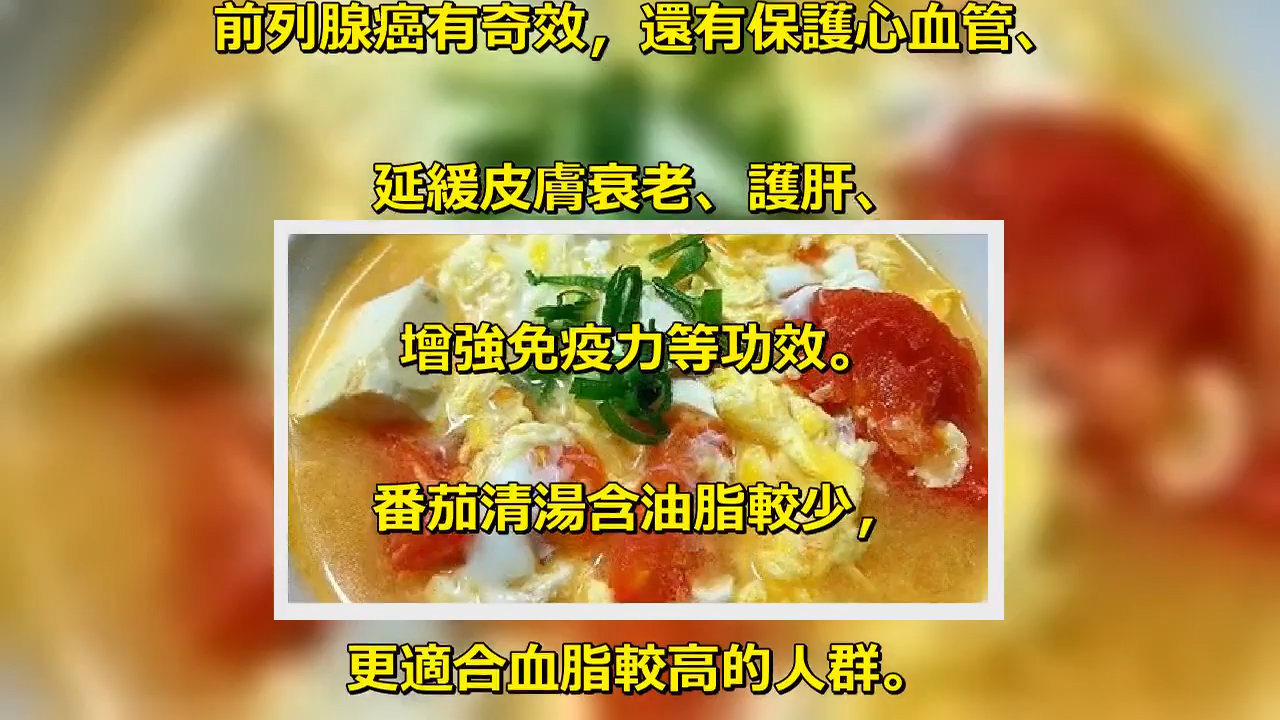 前列腺癌有奇效，還有保護心血管、
延緩皮膚衰老、護肝、
增強免疫力等功效。
番茄清湯含油脂較少，
更適合血脂較高的人群。